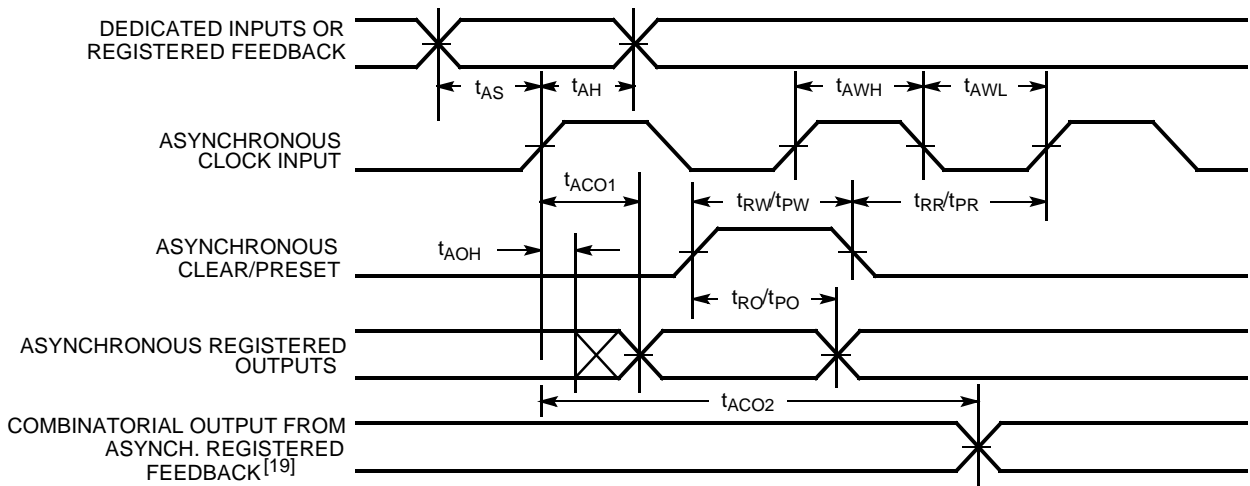 DEDICATED INPUTS OR
REGISTERED FEEDBACK
tAS
tAH
tAWH
tAWL
ASYNCHRONOUS
CLOCK INPUT
tACO1
tRW/tPW
tRR/tPR
ASYNCHRONOUS
CLEAR/PRESET
tAOH
tRO/tPO
ASYNCHRONOUS REGISTERED
OUTPUTS
tACO2
COMBINATORIAL OUTPUT FROM
ASYNCH. REGISTERED
FEEDBACK[19]